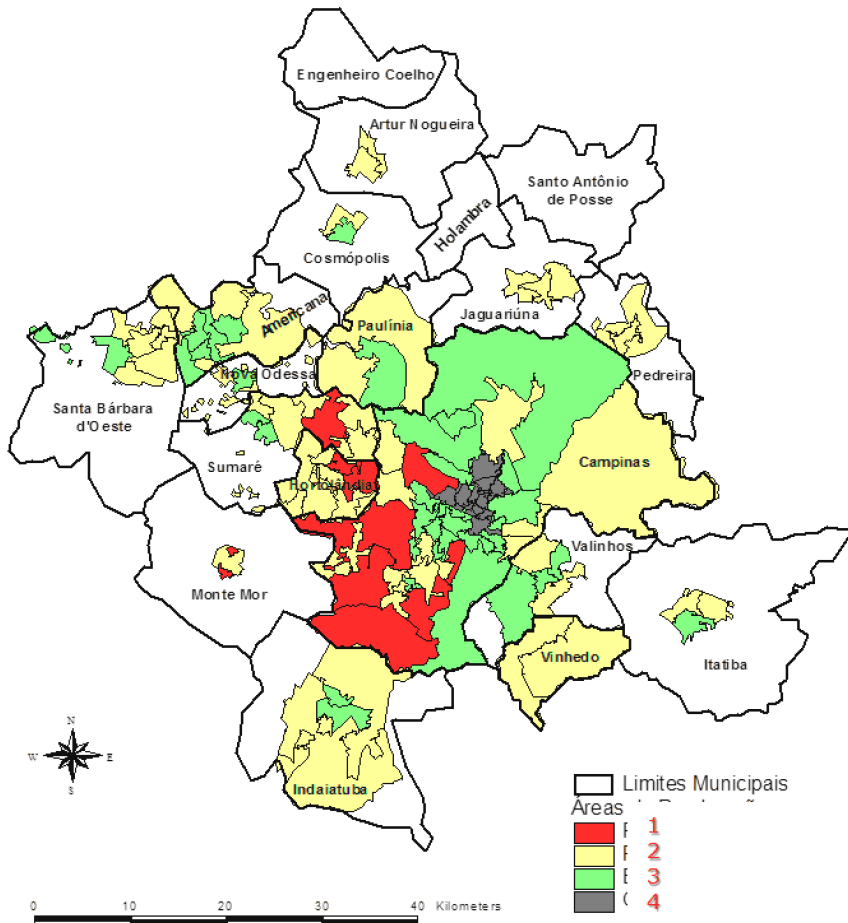 Engenheiro Coelho
Artur Nogueira
Santo Antônio
de Posse
Holambra
Cosmópolis
Jaguariúna
Americana
Paulínia
Pedreira
Nova Odessa
Santa Bárbara
d'Oeste
Sumaré
Hortolândia
Campinas
Valinhos
Monte Mor
Vinhedo
Itatiba
Indaiatuba
N
W E
S
Limites Municipais
Áreas
1
2
3
4
0 10 20 30 40 Kilometers